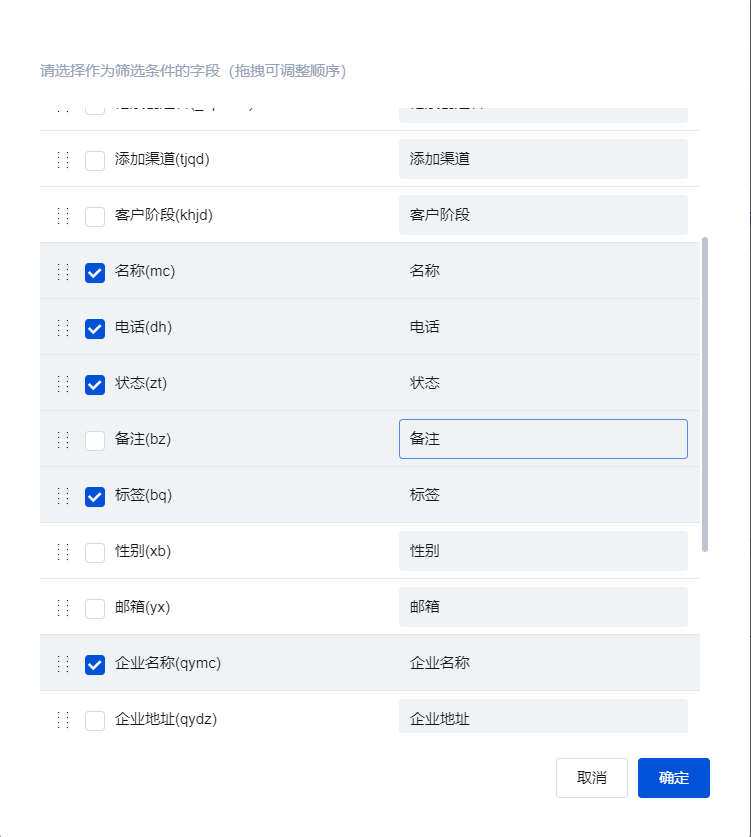 请选择作为筛选条件的字段（拖拽可调整顺序）
添加渠道(tjqd) 添加渠道
客户阶段(khjd) 客户阶段
名称(mc) 名称
电话(dh) 电话
状态(zt) 状态
备注(bz) 备注
标签(bq) 标签
性别(xb) 性别
邮箱(yx) 邮箱
企业名称(qymc) 企业名称
企业地址(qydz) 企业地址
取消 确定